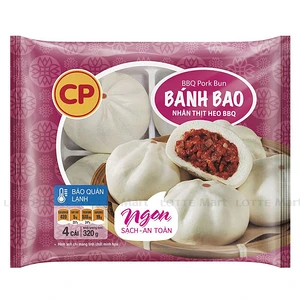 CP
BBQ Pork Bun
BÁNH BAO
NHÂN THỊT HEO BBQ
LOTTE Mart
BẢO QUẢN
LẠNH
4 CÁI
320g
Ngon
SẠCH - AN TOÀN